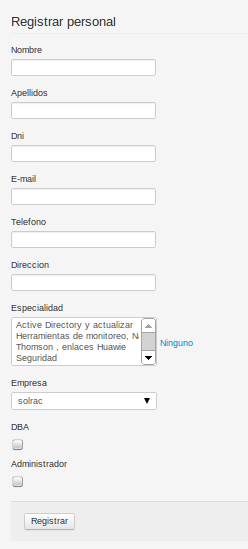 Registrar personal
Nombre
Apellidos
Dni
E-mail
Telefono
Direccion
Especialidad
Active Directory y actualizar
Herramientas de monitoreo, N
Thomson , enlaces Huawie
Seguridad
Ninguno
Empresa
solrac
DBA
Administrador
Registrar